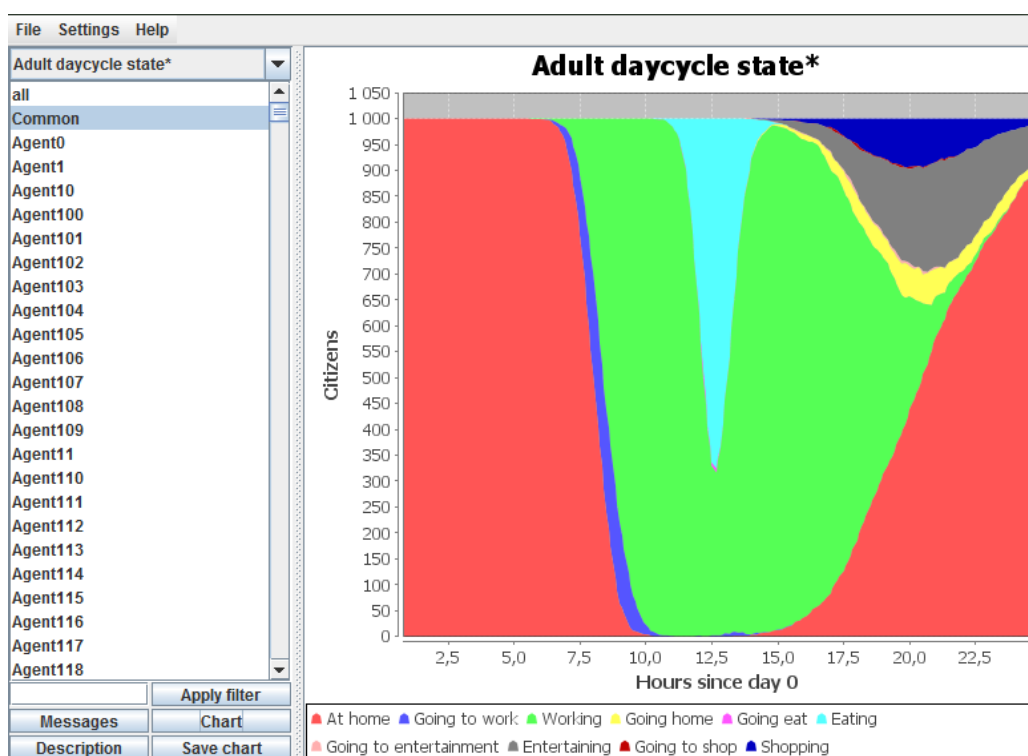 File Settings Help
Adult daycycle state*
all
Common
Agent0
Agent1
Agent10
Agent100
Agent101
Agent102
Agent103
Agent104
Agent105
Agent106
Agent107
Agent108
Agent109
Agent11
Agent110
Agent111
Agent112
Agent113
Agent114
Agent115
Agent116
Agent117
Agent118
Apply filter
Messages Chart
Description Save chart
Adult daycycle state*
1 050
1 000
950
900
850
800
750
700
650
600
550
500
450
400
350
300
250
200
150
100
50
0
Citizens
2,5 5,0 7,5 10,0 12,5 15,0 17,5 20,0 22,5
Hours since day 0
At home Going to work Working Going home Going eat Eating
Going to entertainment Entertaining Going to shop Shopping